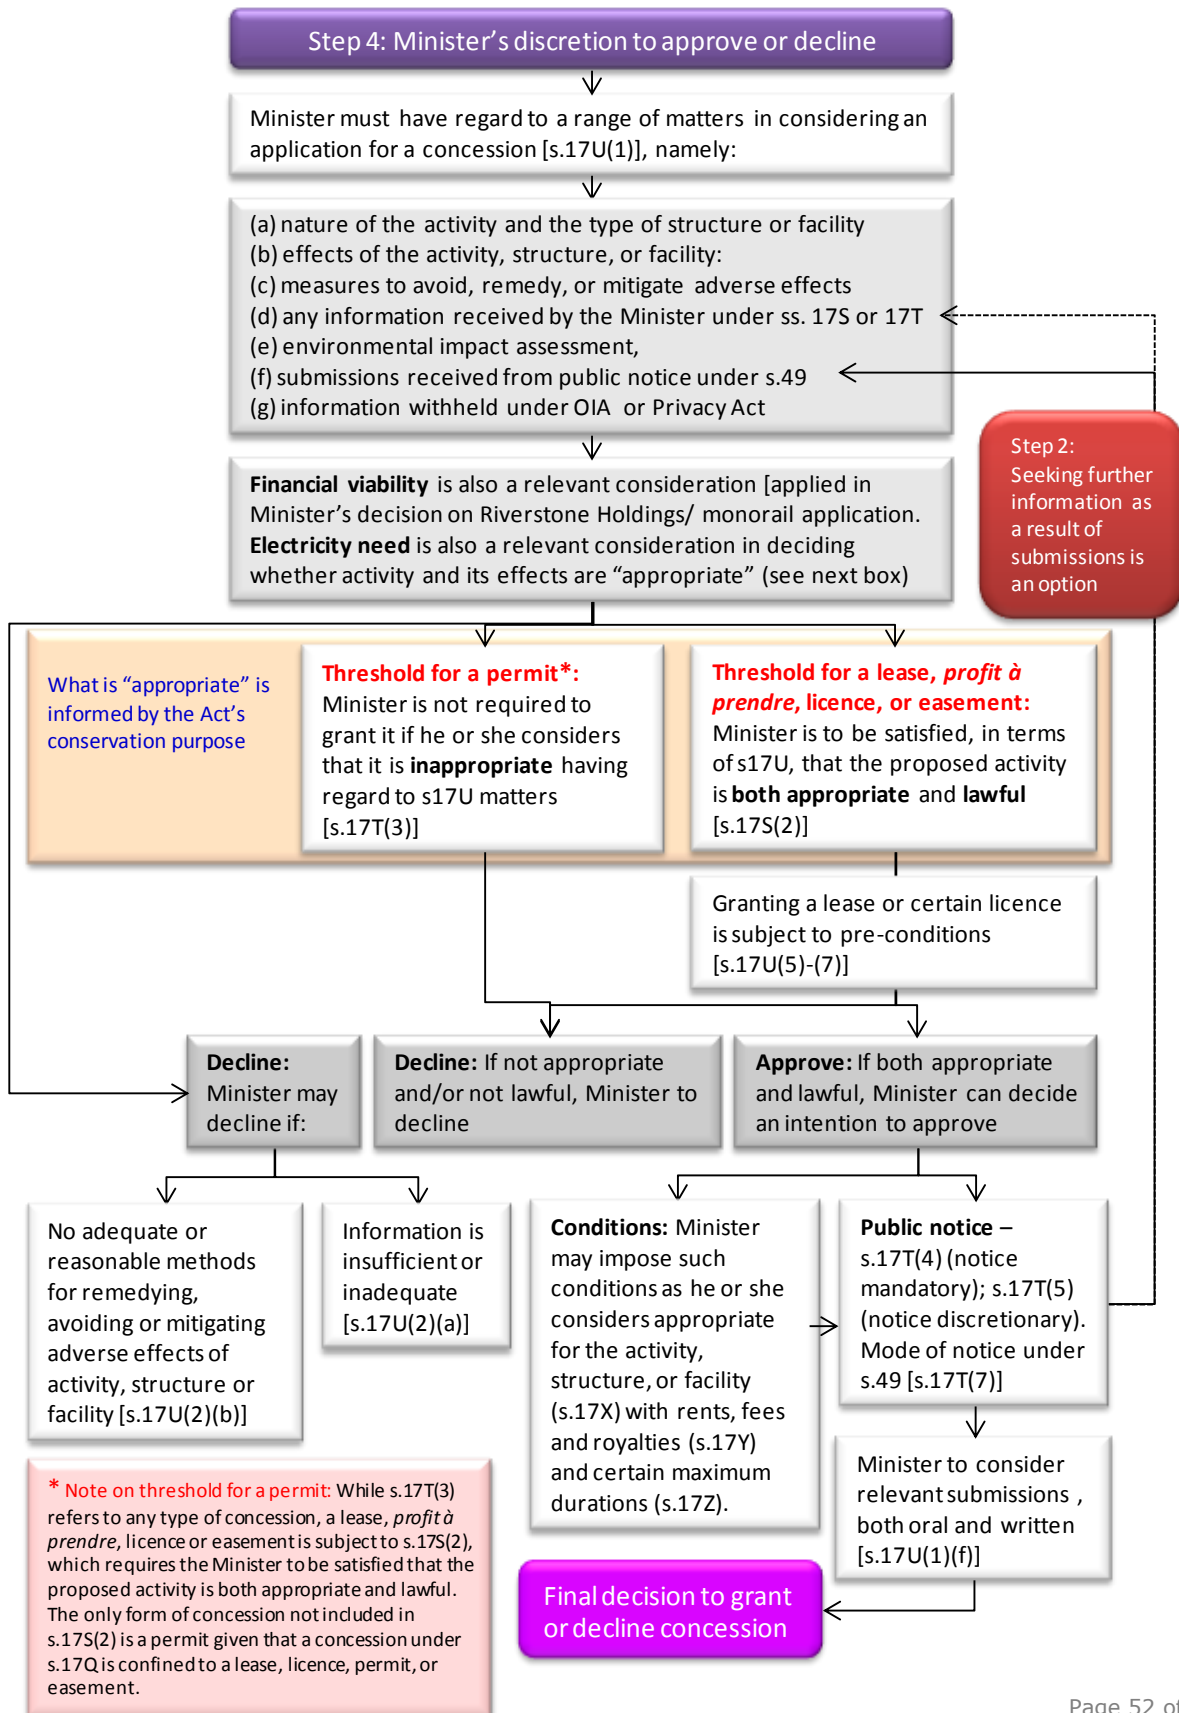 Step 4: Minister's discretion to approve or decline
Minister must have regard to a range of matters in considering an
application for a concession [s.17U(1)], namely:
(a) nature of the activity and the type of structure or facility
(b) effects of the activity, structure, or facility:
(c) measures to avoid, remedy, or mitigate adverse effects
(d) any information received by the Minister under ss. 17S or 17T
(e) environmental impact assessment,
(f) submissions received from public notice under s.49
(g) information withheld under OIA or Privacy Act
Step 2:
Seeking further
information as
a result of
submissions is
an option
Financial viability is also a relevant consideration [applied in
Minister's decision on Riverstone Holdings/ monorail application.
Electricity need is also a relevant consideration in deciding
whether activity and its effects are "appropriate" (see next box)
What is "appropriate" is
informed by the Act's
conservation purpose
Threshold for a permit*:
Minister is not required to
grant it if he or she considers
that it is inappropriate having
regard to s17U matters
[s.17T(3)]
Threshold for a lease, profit à
prendre, licence, or easement:
Minister is to be satisfied, in terms
of s17U, that the proposed activity
is both appropriate and lawful
[s.17S(2)]
Granting a lease or certain licence
is subject to pre-conditions
[s.17U(5)-(7)]
Decline:
Minister may
decline if:
Decline: If not appropriate
and/or not lawful, Minister to
decline
Approve: If both appropriate
and lawful, Minister can decide
an intention to approve
No adequate or
reasonable methods
for remedying,
avoiding or mitigating
adverse effects of
activity, structure or
facility [s.17U(2)(b)]
Information is
insufficient or
inadequate
[s.17U(2)(a)]
Conditions: Minister
may impose such
conditions as he or she
considers appropriate
for the activity,
structure, or facility
(s.17X) with rents, fees
and royalties (s.17Y)
and certain maximum
durations (s.17Z).
Public notice –
s.17T(4) (notice
mandatory); s.17T(5)
(notice discretionary).
Mode of notice under
s.49 [s.17T(7)]
Minister to consider
relevant submissions ,
both oral and written
[s.17U(1)(f)]
* Note on threshold for a permit: While s.17T(3)
refers to any type of concession, a lease, profit à
prendre, licence or easement is subject to s.17S(2),
which requires the Minister to be satisfied that the
proposed activity is both appropriate and lawful.
The only form of concession not included in
s.17S(2) is a permit given that a concession under
s.17Q is confined to a lease, licence, permit, or
easement.
Final decision to grant
or decline concession
Page 52 of